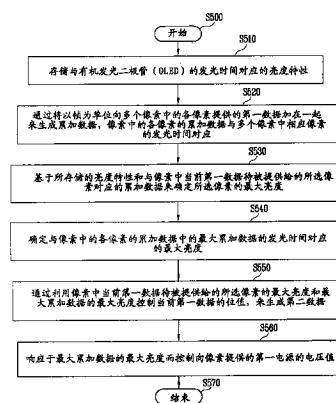 S500
开始
S510
存储与有机发光二极管（OLED）的发光时间对应的亮度特性
S520
通过将以帧为单位向多个像素中的各像素提供的第一数据加在一起
来生成累加数据，像素中的各像素的累加数据与多个像素中相应像素
的发光时间对应
S530
基于所存储的亮度特性和与像素中当前第一数据待被提供给的所选像
素对应的累加数据来确定所选像素的最大亮度
S540
确定与像素中的各像素的累加数据中的最大累加数据的发光时间对应
的最大亮度
S550
通过利用像素中当前第一数据待被提供给的所选像素的最大亮度和最
大累加数据的最大亮度控制当前第一数据的位值，来生成第二数据
S560
响应于最大累加数据的最大亮度而控制向像素提供的第一电源的电压值
S570
结束